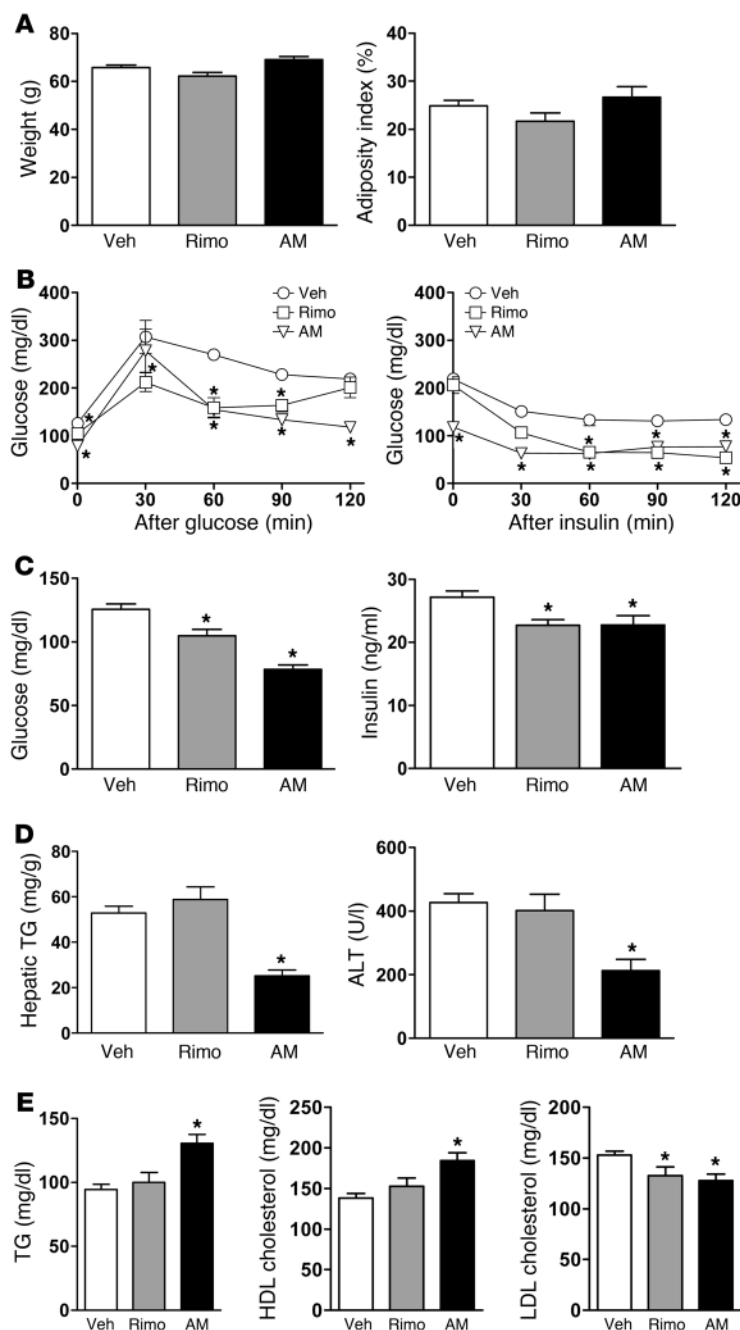 A
Weight (g)
80
60
40
20
0
Veh Rimo AM
Adiposity index (%)
40
30
20
10
0
Veh Rimo AM
B
Glucose (mg/dl)
400
300
200
100
0
Veh
Rimo
AM
* * * * * * * *
0 30 60 90 120
After glucose (min)
Glucose (mg/dl)
400
300
200
100
0
Veh
Rimo
AM
* * * * * * * *
0 30 60 90 120
After insulin (min)
C
Glucose (mg/dl)
150
100
50
0
* *
Veh Rimo AM
Insulin (ng/ml)
30
20
10
0
* *
Veh Rimo AM
D
Hepatic TG (mg/g)
80
60
40
20
0
*
Veh Rimo AM
ALT (U/l)
600
400
200
0
*
Veh Rimo AM
E
TG (mg/dl)
150
100
50
0
*
Veh Rimo AM
HDL cholesterol (mg/dl)
250
200
150
100
50
0
*
Veh Rimo AM
LDL cholesterol (mg/dl)
200
150
100
50
0
* *
Veh Rimo AM